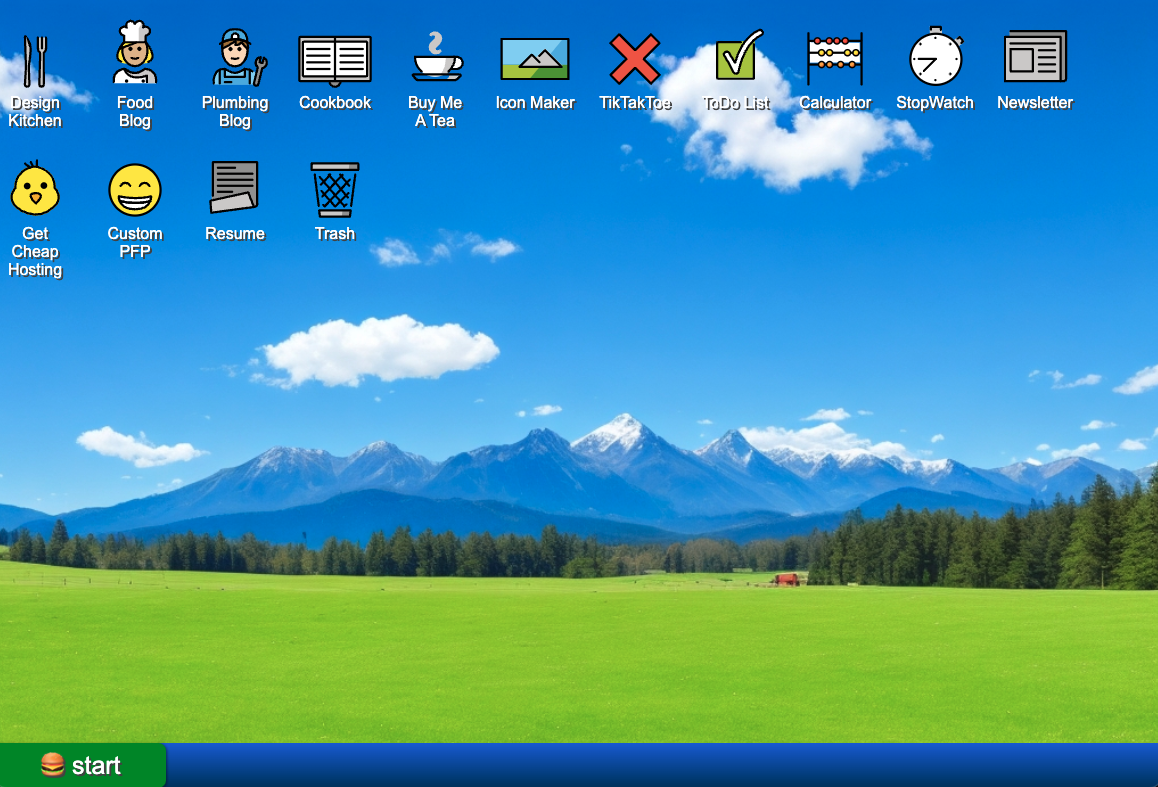 Design
Kitchen
Food
Blog
Plumbing
Blog
Cookbook
Buy Me
A Tea
Icon Maker
TikTakToe
ToDo List
Calculator
StopWatch
Newsletter
Get
Cheap
Hosting
Custom
PFP
Resume
Trash
start